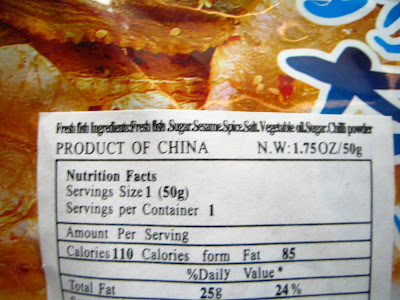 Fresh fish Ingredients:Fresh fish .Sugar.Sesame.Spice.Salt.Vegetable oil.Sugar.Chilli powder
PRODUCT OF CHINA N.W:1.75OZ/50g
Nutrition Facts
Servings Size 1 (50g)
Servings per Container 1
Amount Per Serving
Calories 110 Calories form Fat 85
%Daily Value*
Total Fat 25g 24%